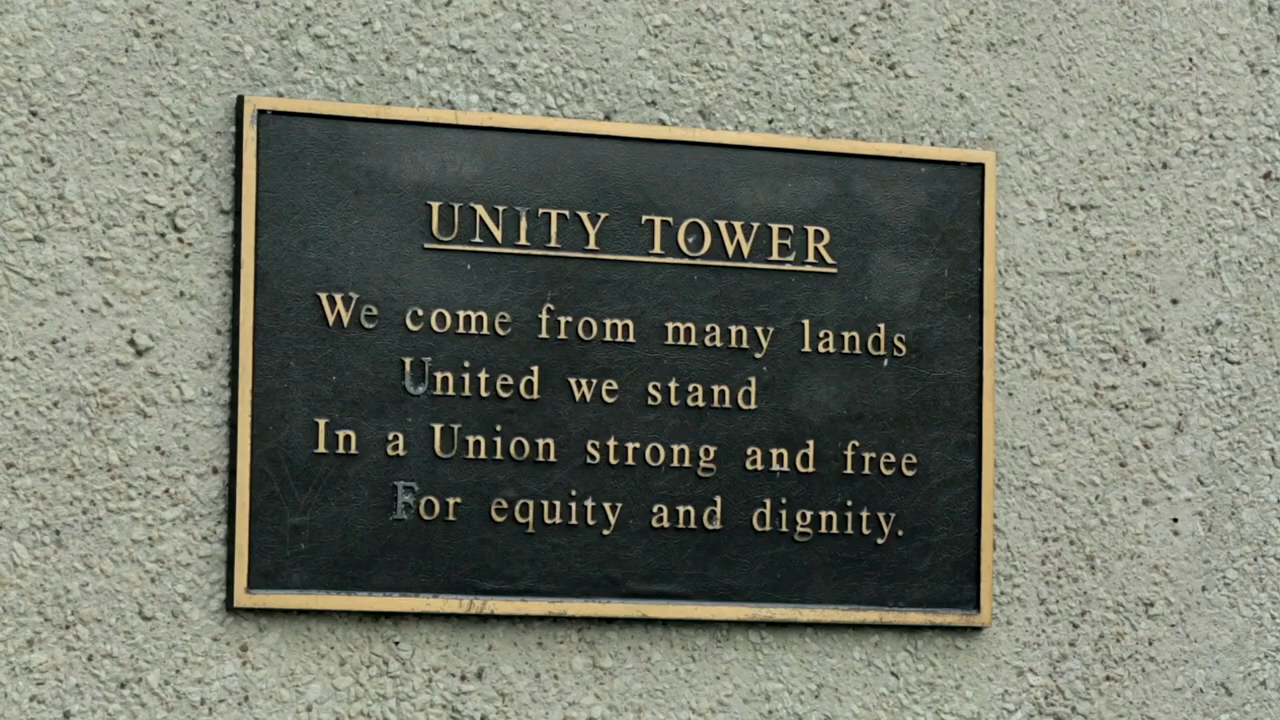 UNITY TOWER
We come from many lands
United we stand
In a Union strong and free
For equity and dignity.